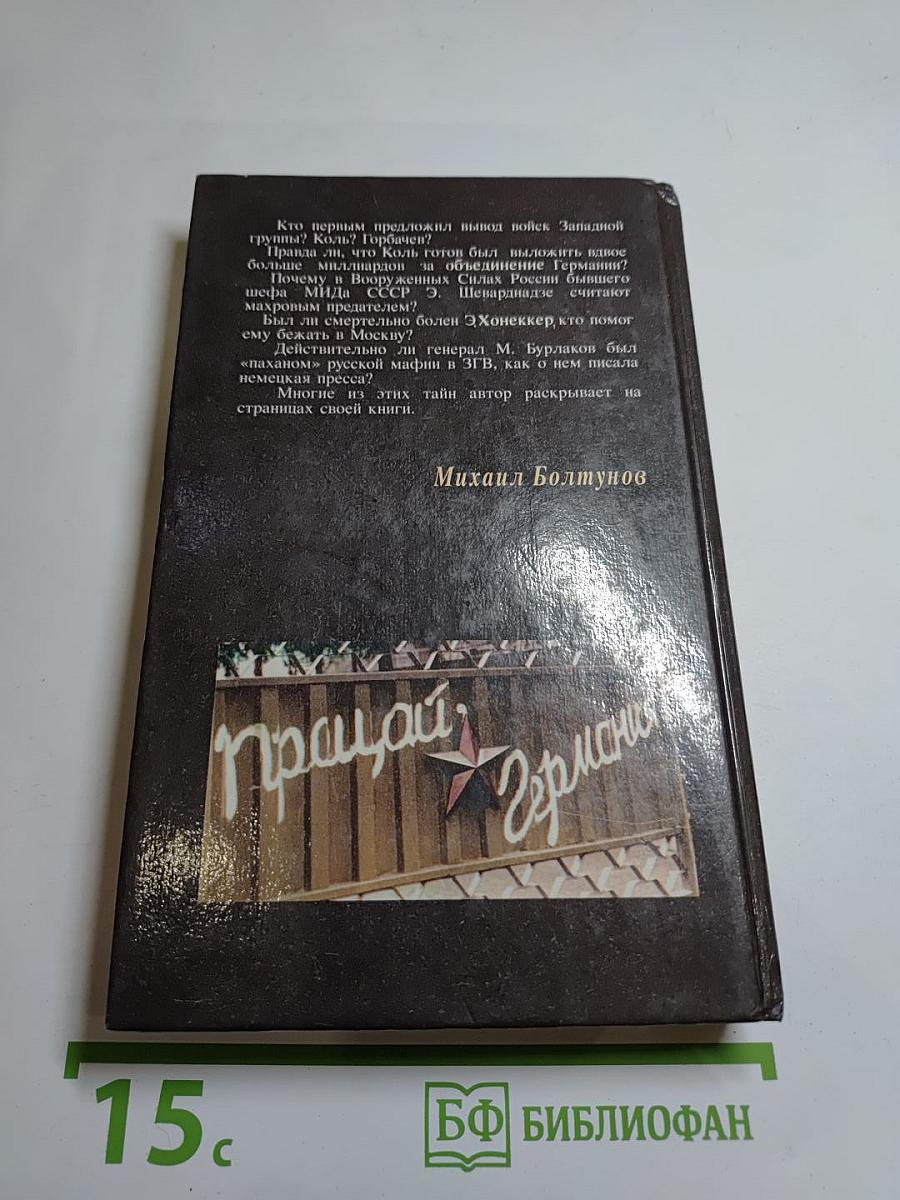 Кто первым предложил вывод войск Западной
группы? Коль? Горбачев?
Правда ли, что Коль готов был выложить вдвое
больше миллиардов за объединение Германии?
Почему в Вооруженных Силах России бывшего
шефа МИДа СССР Э. Шеварднадзе считают
махровым предателем?
Был ли смертельно болен Э.Хонеккер, кто помог
ему бежать в Москву?
Действительно ли генерал М. Бурлаков был
«паханом» русской мафии в ЗГВ, как о нем писала
немецкая пресса?
Многие из этих тайн автор раскрывает на
страницах своей книги.
Михаил Болтунов
Прощай,
Германия
15 с
БФ БИБЛИОФАН